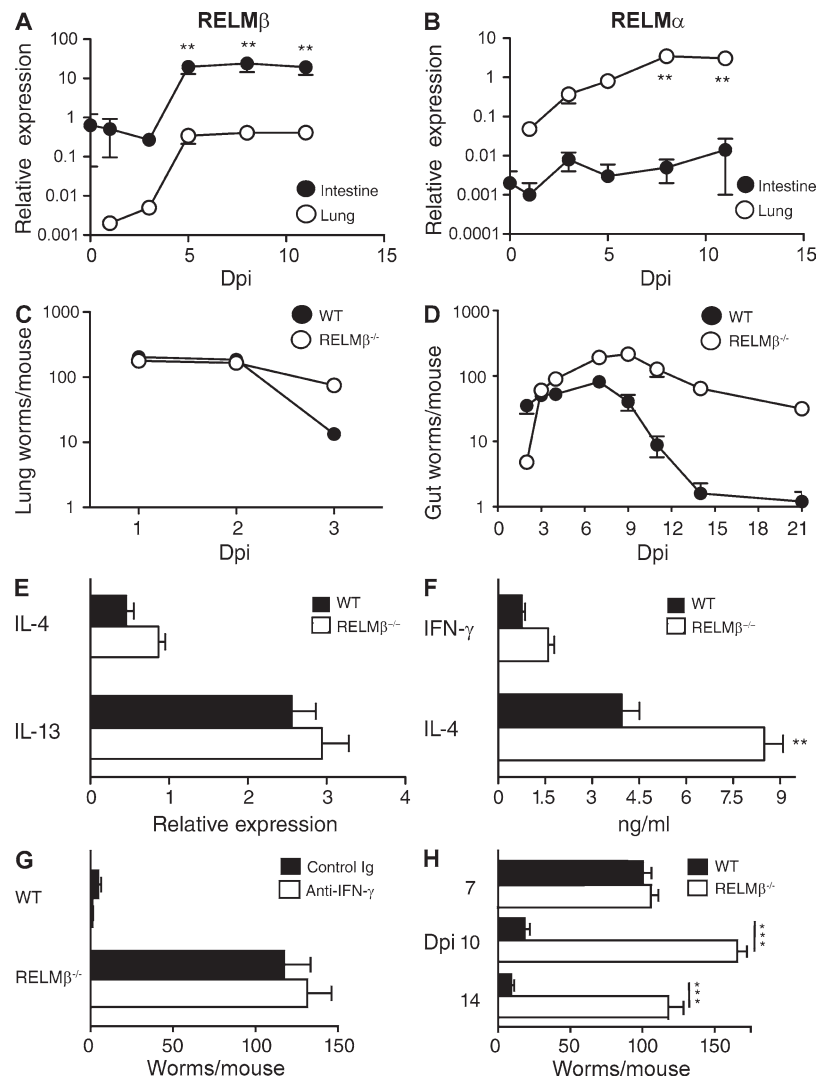 A RELMβ
Relative expression
100
10
1
0.1
0.01
0.001
** ** **
Intestine
Lung
0 5 10 15
Dpi
B RELMα
Relative expression
10
1
0.1
0.01
0.001
0.0001
** **
Intestine
Lung
0 5 10 15
Dpi
C
Lung worms/mouse
1000
100
10
1
WT
RELMβ-/-
1 2 3
Dpi
D
Gut worms/mouse
1000
100
10
1
WT
RELMβ-/-
0 3 6 9 12 15 18 21
Dpi
E
IL-4
IL-13
WT
RELMβ−/−
0 1 2 3 4
Relative expression
F
IFN-γ
IL-4
WT
RELMβ−/−
**
0 1.5 3 4.5 6 7.5 9
ng/ml
G
WT
RELMβ-/-
Control Ig
Anti-IFN-γ
0 50 100 150
Worms/mouse
H
7
Dpi 10
14
WT
RELMβ-/-
***
***
0 50 100 150
Worms/mouse